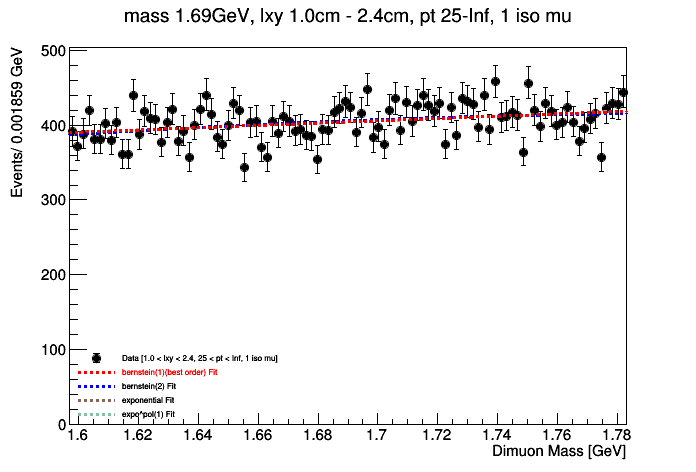 mass 1.69GeV, lxy 1.0cm - 2.4cm, pt 25-Inf, 1 iso mu
Events/ 0.001859 GeV
500
400
300
200
100
0
Data [1.0 < lxy < 2.4, 25 < pt < Inf, 1 iso mu]
bernstein(1)(best order) Fit
bernstein(2) Fit
exponential Fit
expo^pol(1) Fit
1.6 1.62 1.64 1.66 1.68 1.7 1.72 1.74 1.76 1.78
Dimuon Mass [GeV]